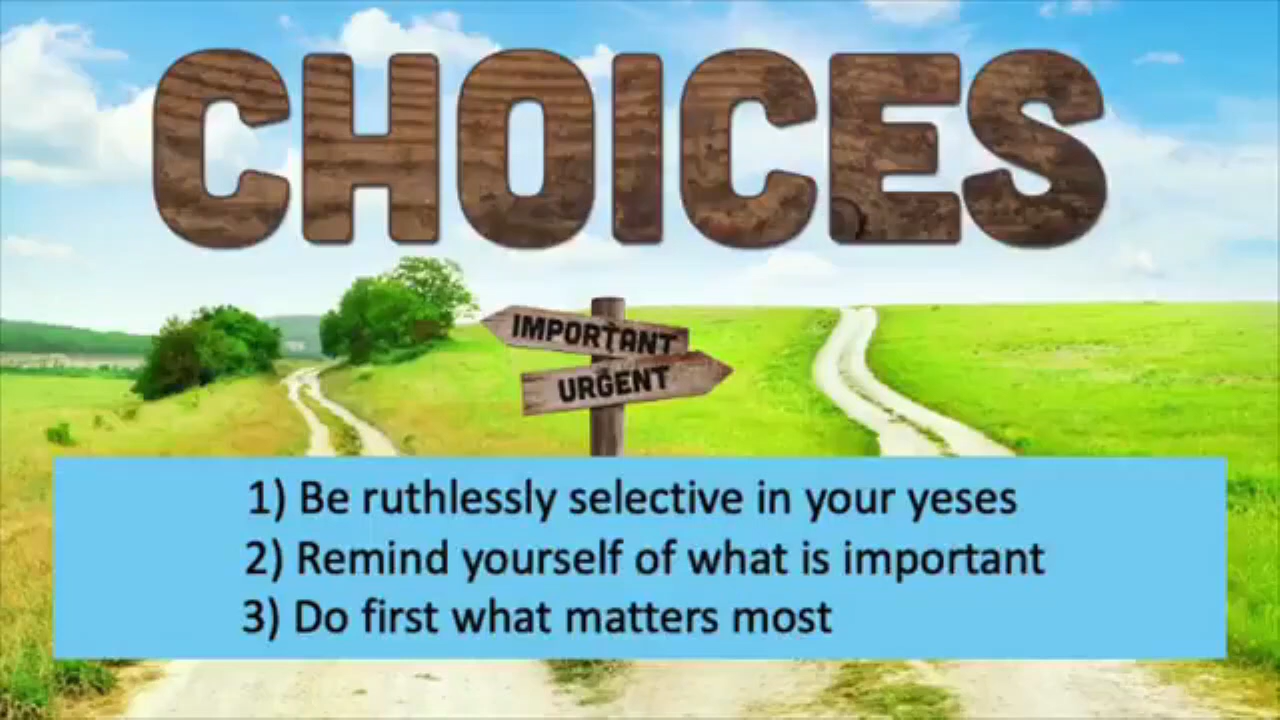 CHOICES
IMPORTANT
URGENT
1) Be ruthlessly selective in your yeses
2) Remind yourself of what is important
3) Do first what matters most